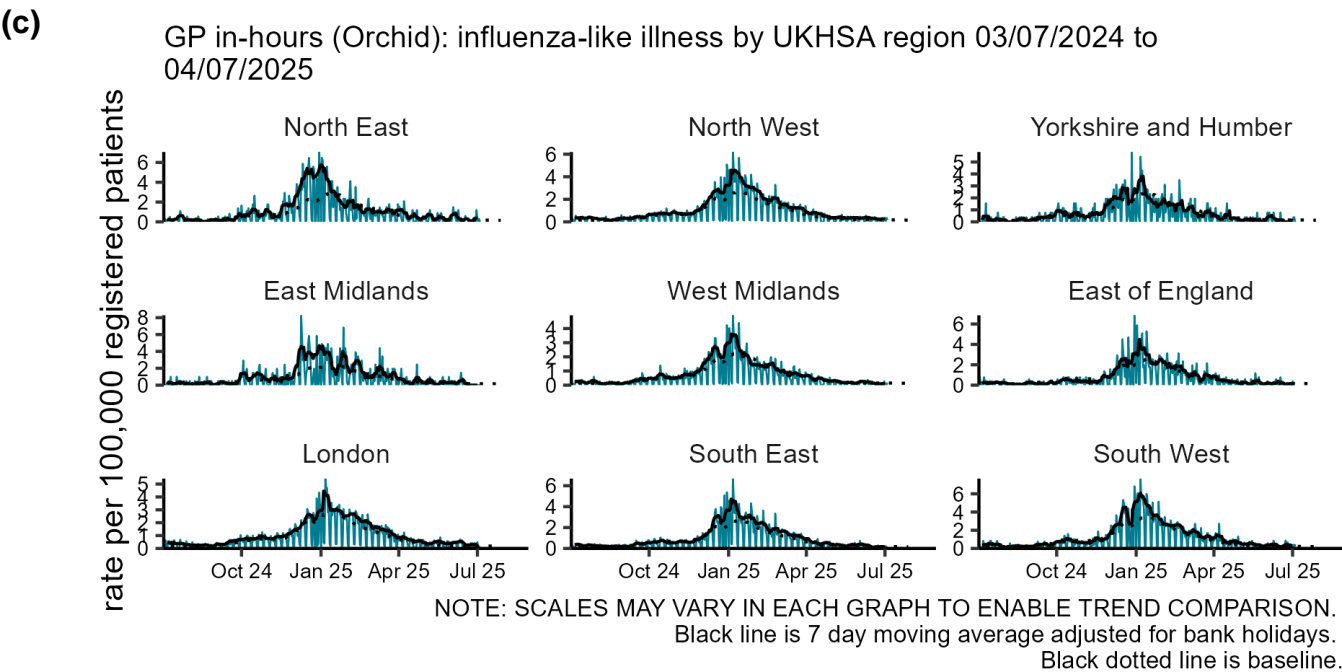 (c)
GP in-hours (Orchid): influenza-like illness by UKHSA region 03/07/2024 to
04/07/2025
rate per 100,000 registered patients
North East
6
4
2
0
North West
6
4
2
0
Yorkshire and Humber
5
4
3
2
1
0
East Midlands
8
6
4
2
0
West Midlands
4
3
2
1
0
East of England
6
4
2
0
London
5
4
3
2
1
0
South East
6
4
2
0
South West
6
4
2
0
Oct 24 Jan 25 Apr 25 Jul 25
Oct 24 Jan 25 Apr 25 Jul 25
Oct 24 Jan 25 Apr 25 Jul 25
NOTE: SCALES MAY VARY IN EACH GRAPH TO ENABLE TREND COMPARISON.
Black line is 7 day moving average adjusted for bank holidays.
Black dotted line is baseline.